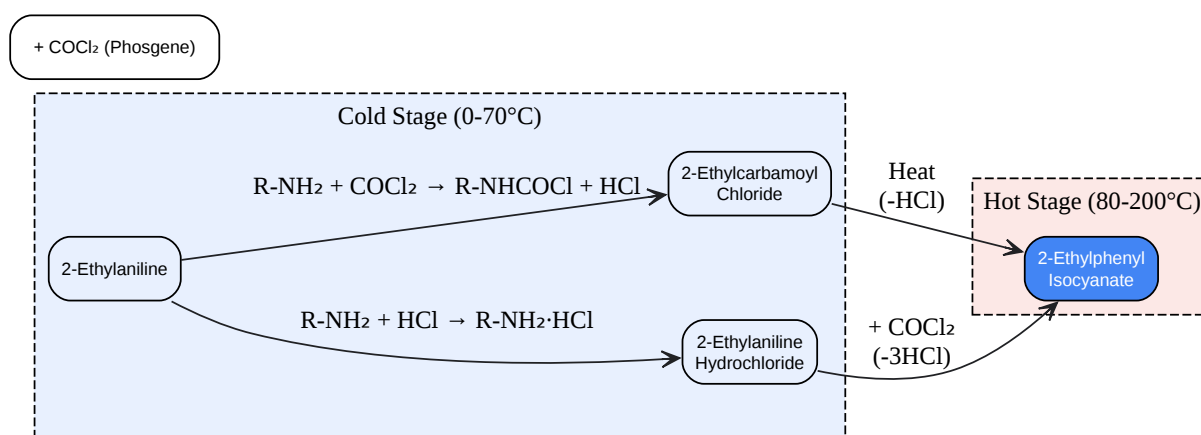 + COCl₂ (Phosgene)
Cold Stage (0-70°C)
R-NH₂ + COCl₂ → R-NHCOCl + HCl
2-Ethylcarbamoyl
Chloride
Heat
(-HCl)
Hot Stage (80-200°C)
2-Ethylaniline
2-Ethylphenyl
Isocyanate
R-NH₂ + HCl → R-NH₂·HCl
2-Ethylaniline
Hydrochloride
+ COCl₂
(-3HCl)